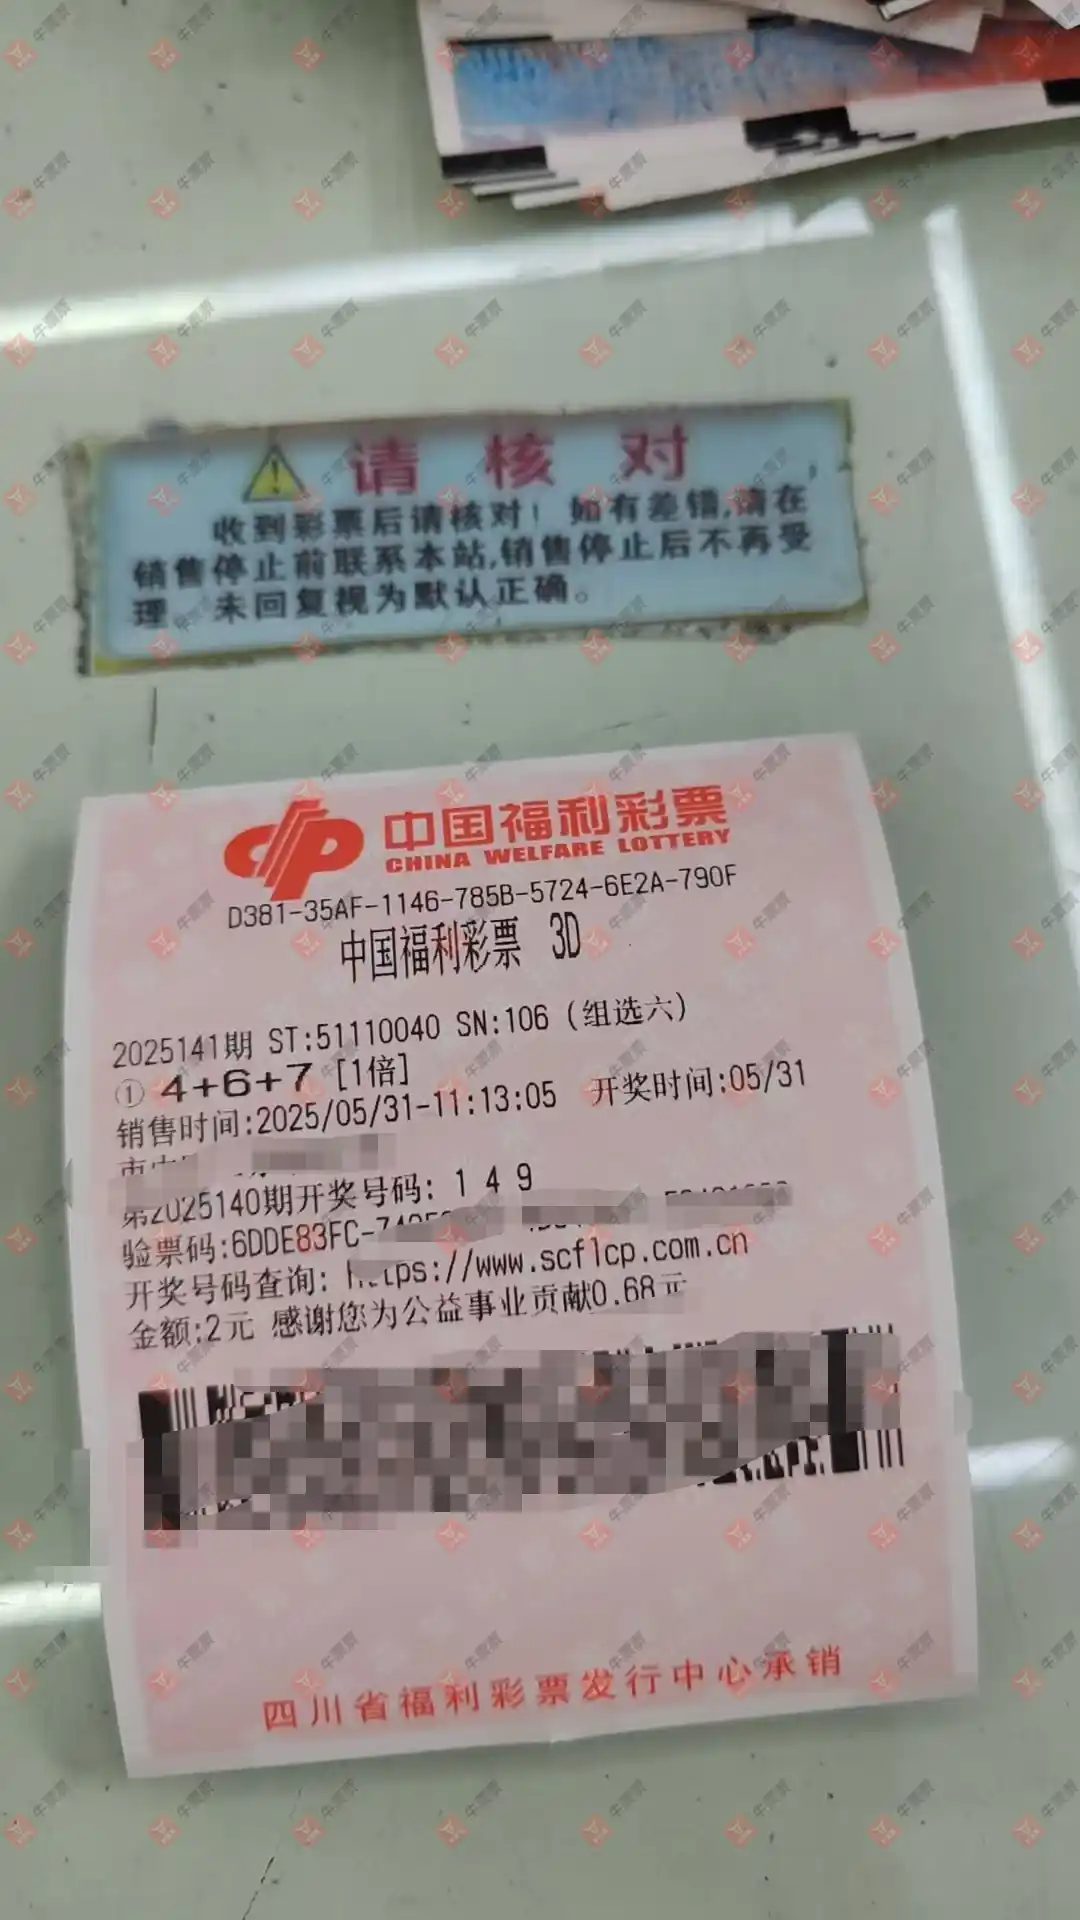 请核对
收到彩票后请核对！如有差错,请在
销售停止前联系本站,销售停止后不再受
理。未回复视为默认正确。
中国福利彩票
CHINA WELFARE LOTTERY
D381-35AF-1146-785B-5724-6E2A-790F
中国福利彩票 3D
2025141期 ST:51110040 SN:106 (组选六)
① 4+6+7 [1倍]
销售时间:2025/05/31-11:13:05 开奖时间:05/31
第2025140期开奖号码: 1 4 9
验票码:6DDE83FC-
开奖号码查询: https://www.scflcp.com.cn
金额:2元 感谢您为公益事业贡献0.68元
四川省福利彩票发行中心承销